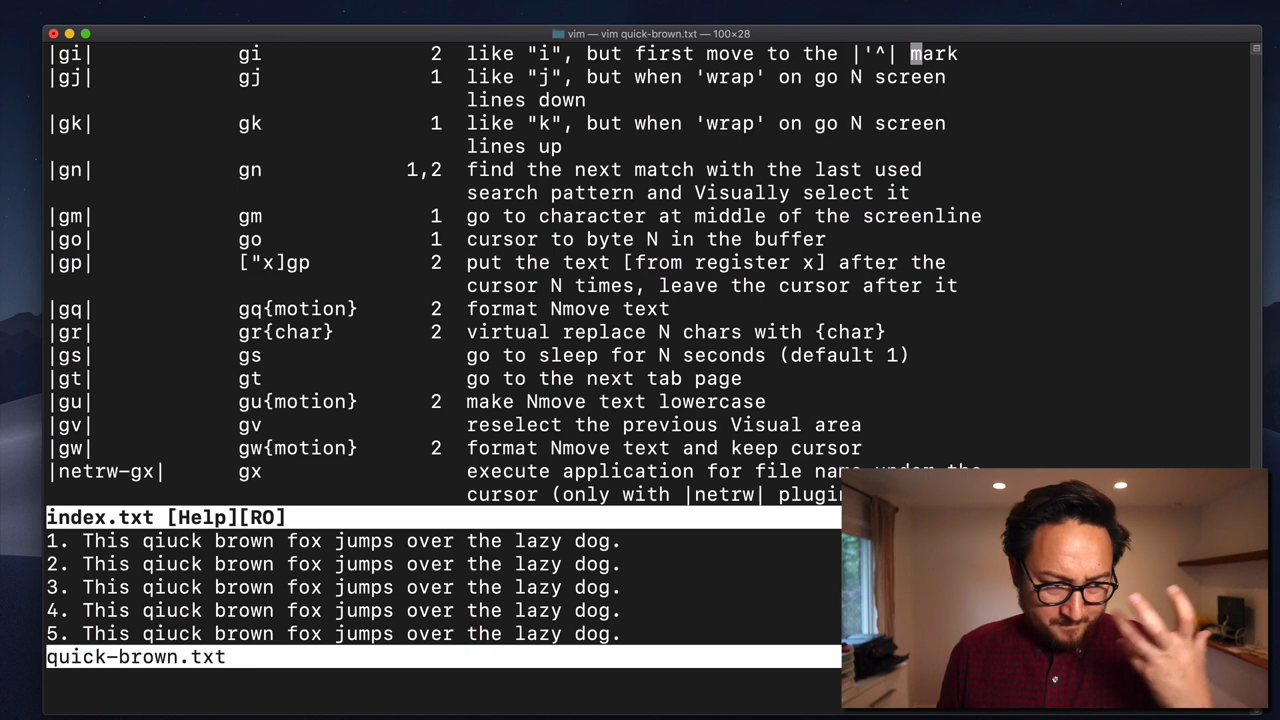 vim — vim quick-brown.txt — 100×28
|gi| gi 2 like "i", but first move to the |'^| mark
|gj| gj 1 like "j", but when 'wrap' on go N screen
lines down
|gk| gk 1 like "k", but when 'wrap' on go N screen
lines up
|gn| gn 1,2 find the next match with the last used
search pattern and Visually select it
|gm| gm 1 go to character at middle of the screenline
|go| go 1 cursor to byte N in the buffer
|gp| ["x]gp 2 put the text [from register x] after the
cursor N times, leave the cursor after it
|gq| gq{motion} 2 format Nmove text
|gr| gr{char} 2 virtual replace N chars with {char}
|gs| gs go to sleep for N seconds (default 1)
|gt| gt go to the next tab page
|gu| gu{motion} 2 make Nmove text lowercase
|gv| gv reselect the previous Visual area
|gw| gw{motion} 2 format Nmove text and keep cursor
|netrw-gx| gx execute application for file name under the
cursor (only with |netrw| plugin
index.txt [Help][RO]
1. This qiuck brown fox jumps over the lazy dog.
2. This qiuck brown fox jumps over the lazy dog.
3. This qiuck brown fox jumps over the lazy dog.
4. This qiuck brown fox jumps over the lazy dog.
5. This qiuck brown fox jumps over the lazy dog.
quick-brown.txt